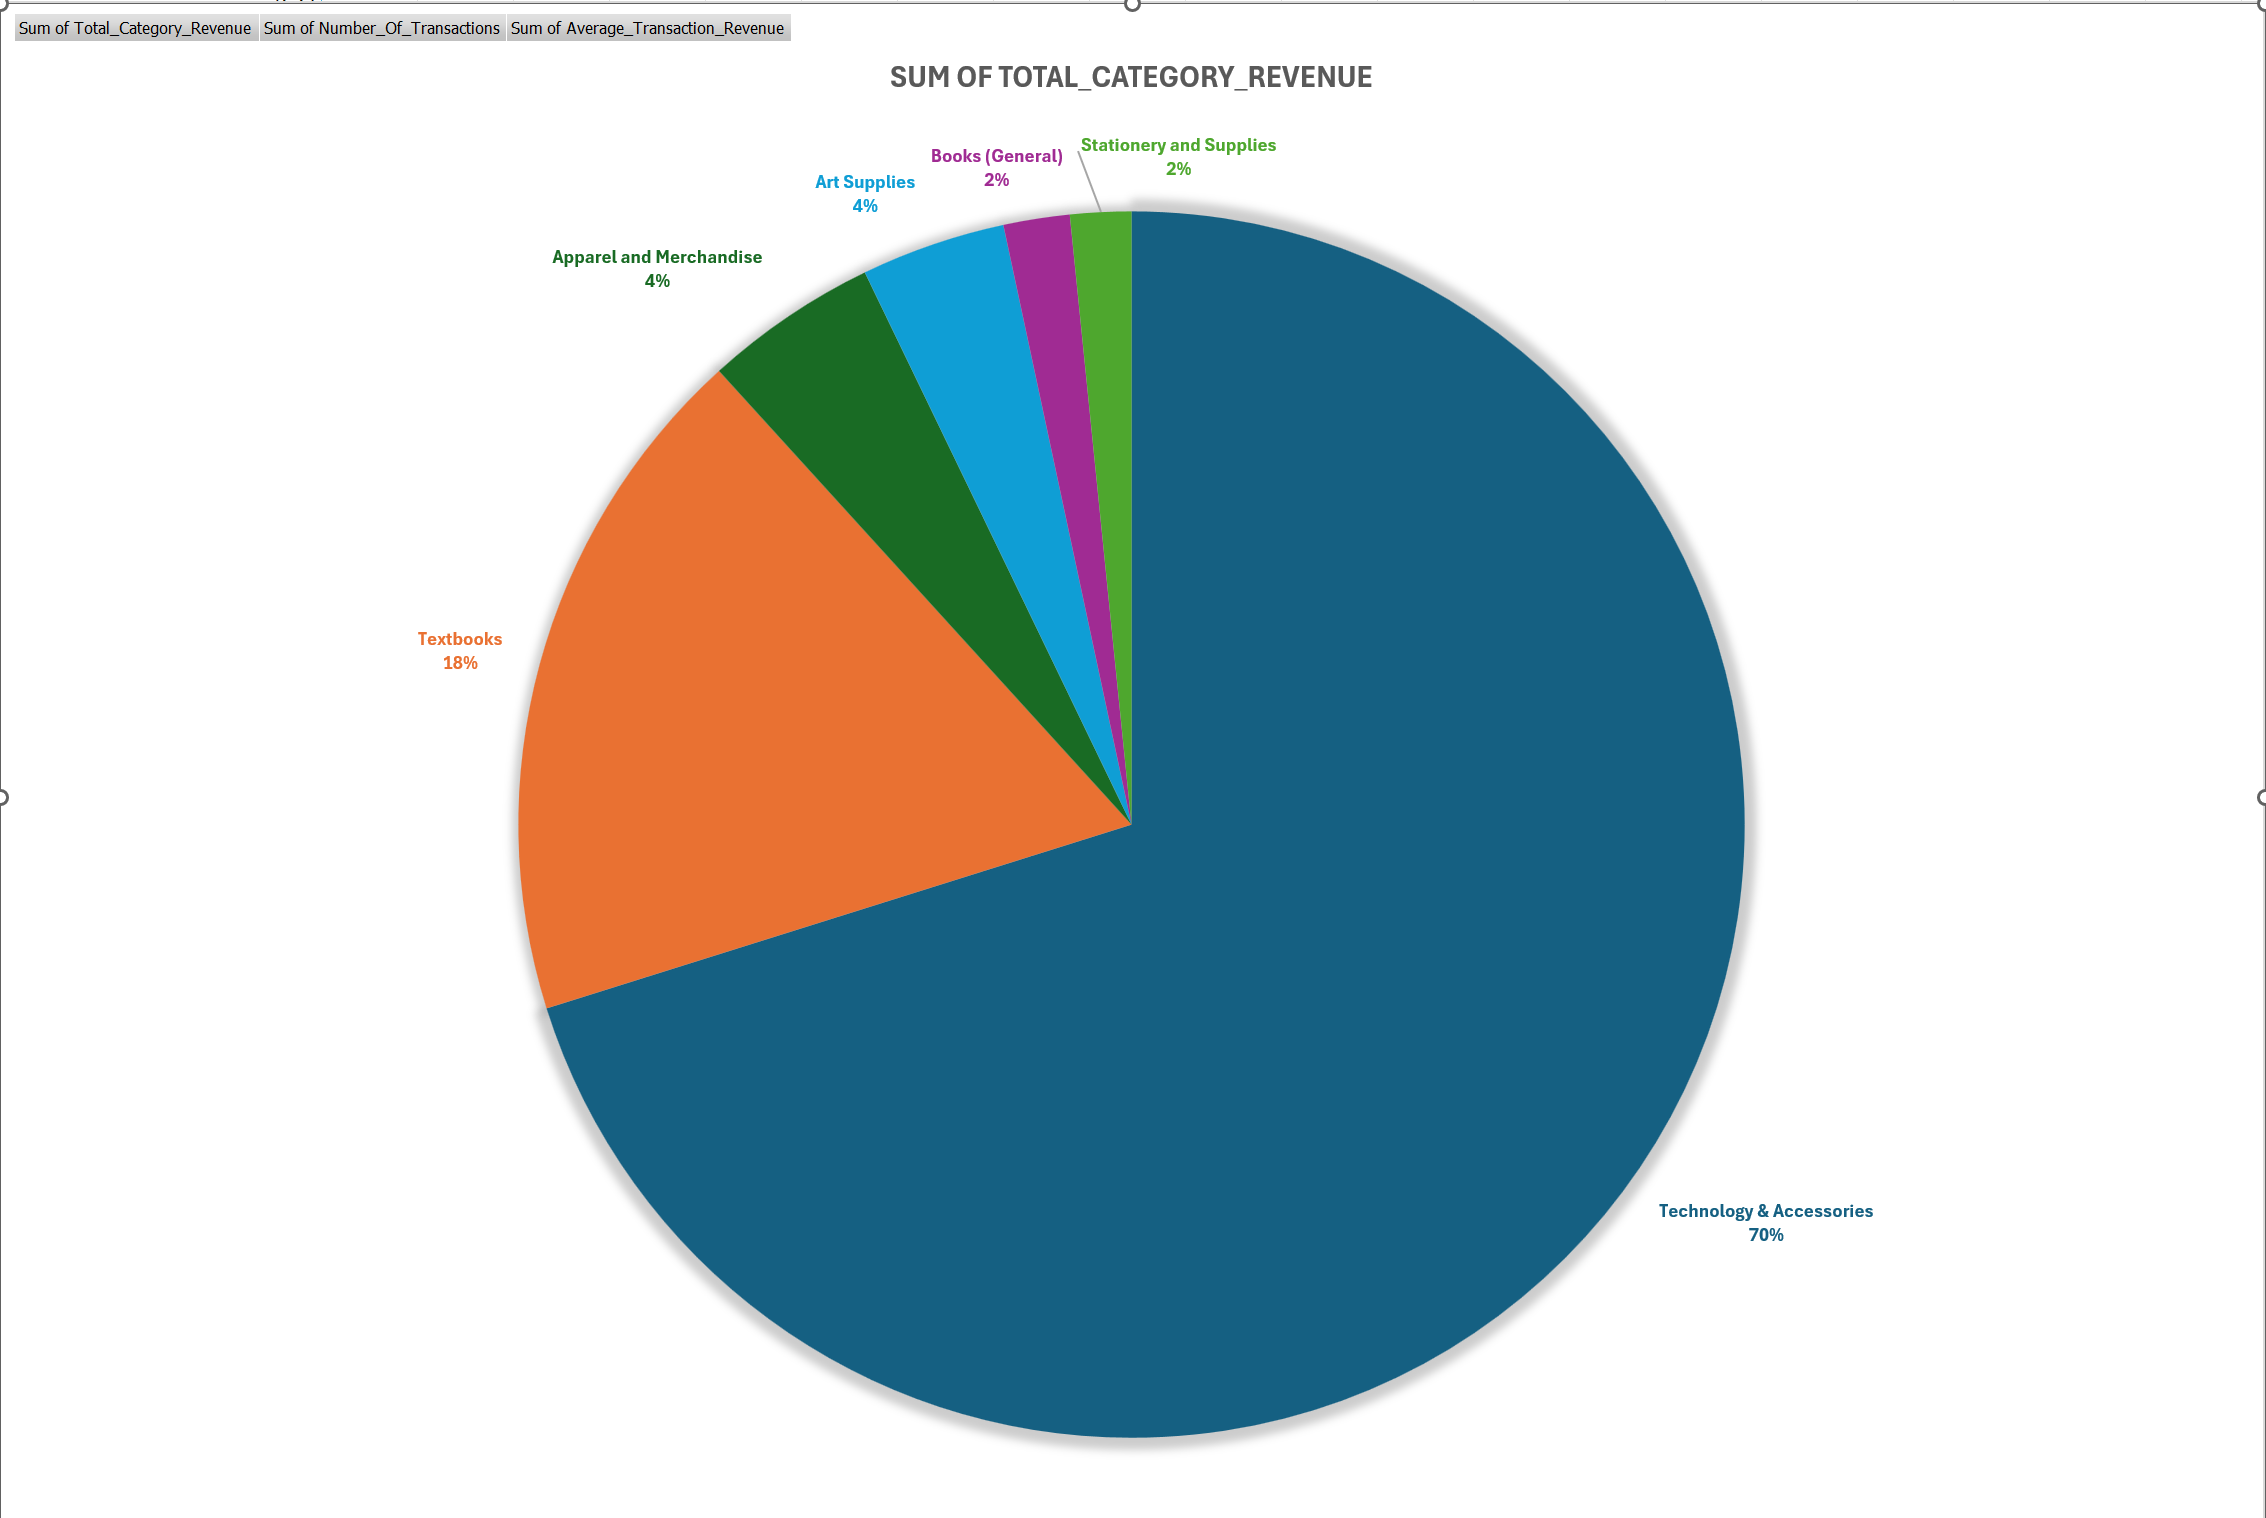 Sum of Total_Category_Revenue Sum of Number_Of_Transactions Sum of Average_Transaction_Revenue
SUM OF TOTAL_CATEGORY_REVENUE
Stationery and Supplies
2%
Books (General)
2%
Art Supplies
4%
Apparel and Merchandise
4%
Textbooks
18%
Technology & Accessories
70%